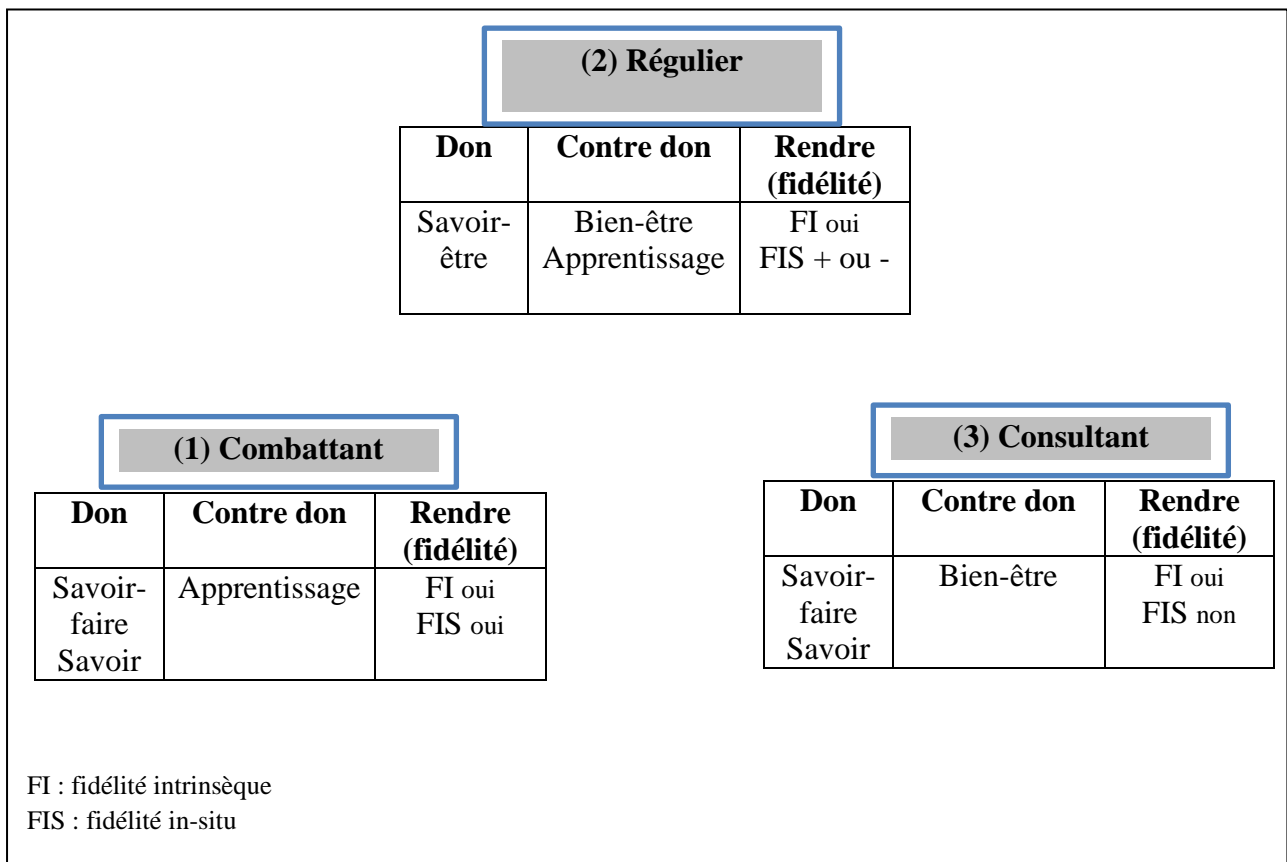 (2) Régulier
Don Contre don Rendre
(fidélité)
Savoir- Bien-être FI oui
être Apprentissage FIS + ou -
(1) Combattant
Don Contre don Rendre
(fidélité)
Savoir- Apprentissage FI oui
faire FIS oui
Savoir
(3) Consultant
Don Contre don Rendre
(fidélité)
Savoir- Bien-être FI oui
faire FIS non
Savoir
FI : fidélité intrinsèque
FIS : fidélité in-situ